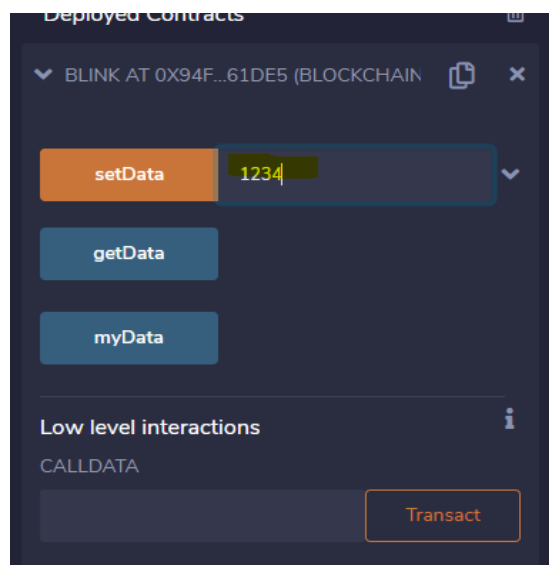 Deployed Contracts
BLINK AT 0X94F...61DE5 (BLOCKCHAIN
setData 1234
getData
myData
Low level interactions
CALLDATA
Transact